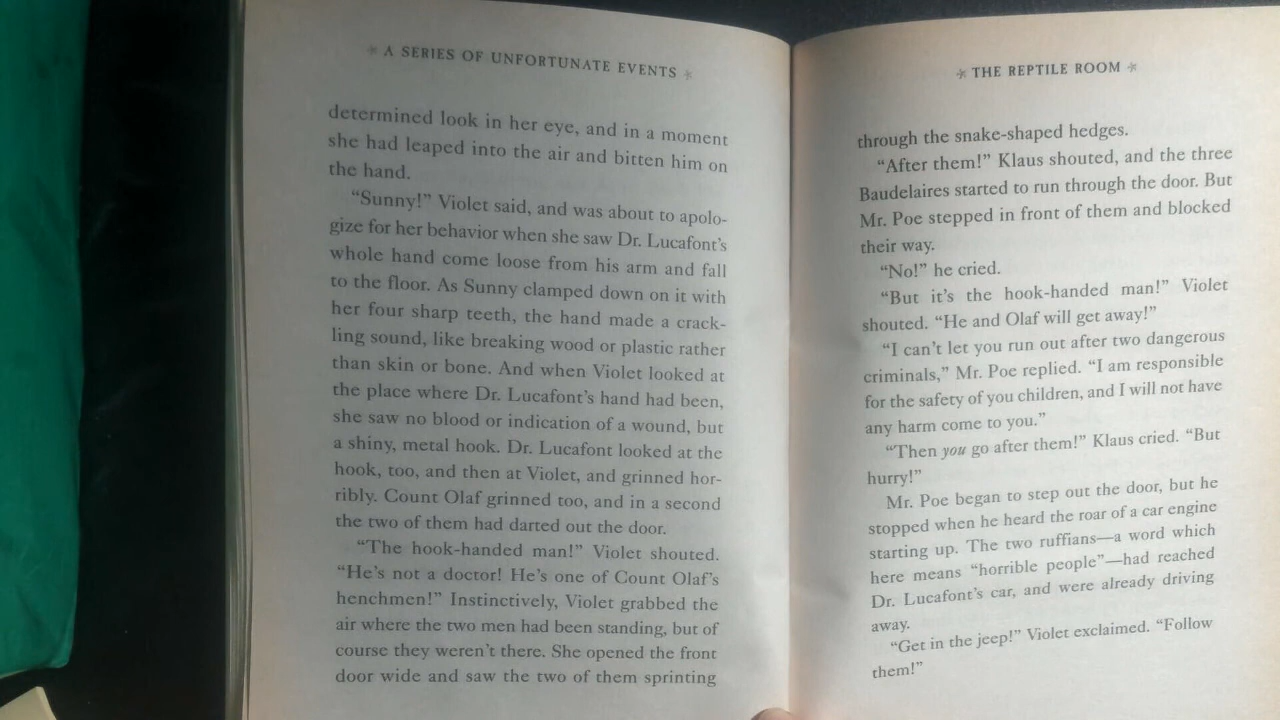 * A SERIES OF UNFORTUNATE EVENTS *
determined look in her eye, and in a moment
she had leaped into the air and bitten him on
the hand.
“Sunny!” Violet said, and was about to apolo-
gize for her behavior when she saw Dr. Lucafont’s
whole hand come loose from his arm and fall
to the floor. As Sunny clamped down on it with
her four sharp teeth, the hand made a crack-
ling sound, like breaking wood or plastic rather
than skin or bone. And when Violet looked at
the place where Dr. Lucafont’s hand had been,
she saw no blood or indication of a wound, but
a shiny, metal hook. Dr. Lucafont looked at the
hook, too, and then at Violet, and grinned hor-
ribly. Count Olaf grinned too, and in a second
the two of them had darted out the door.
“The hook-handed man!” Violet shouted.
“He’s not a doctor! He’s one of Count Olaf’s
henchmen!” Instinctively, Violet grabbed the
air where the two men had been standing, but of
course they weren’t there. She opened the front
door wide and saw the two of them sprinting
* THE REPTILE ROOM *
through the snake-shaped hedges.
“After them!” Klaus shouted, and the three
Baudelaires started to run through the door. But
Mr. Poe stepped in front of them and blocked
their way.
“No!” he cried.
“But it’s the hook-handed man!” Violet
shouted. “He and Olaf will get away!”
“I can’t let you run out after two dangerous
criminals,” Mr. Poe replied. “I am responsible
for the safety of you children, and I will not have
any harm come to you.”
“Then you go after them!” Klaus cried. “But
hurry!”
Mr. Poe began to step out the door, but he
stopped when he heard the roar of a car engine
starting up. The two ruffians—a word which
here means “horrible people”—had reached
Dr. Lucafont’s car, and were already driving
away.
“Get in the jeep!” Violet exclaimed. “Follow
them!”